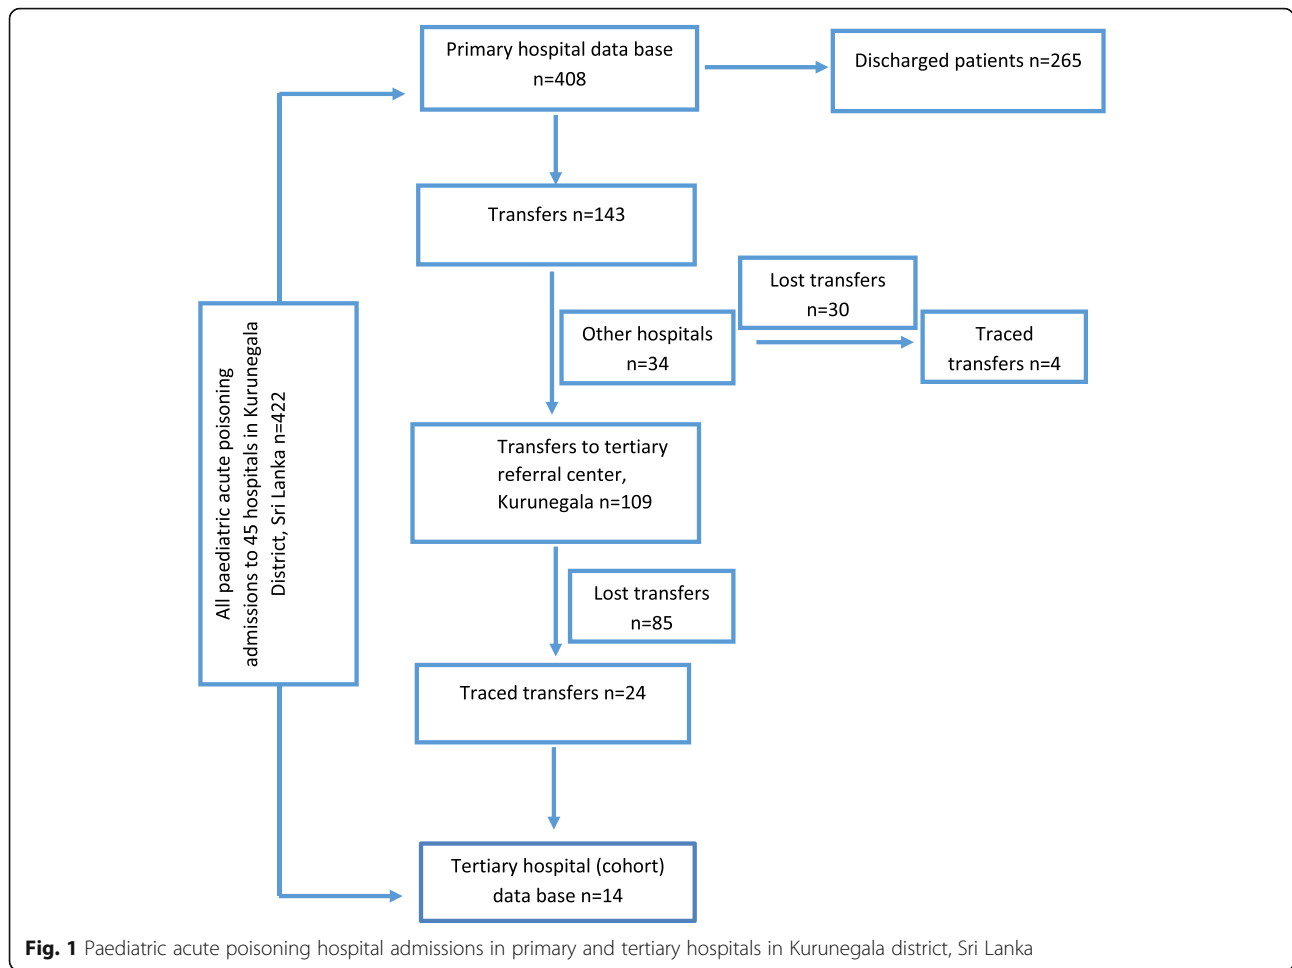 Primary hospital data base
n=408
Discharged patients n=265
Transfers n=143
Lost transfers
n=30
Other hospitals
n=34
Traced
transfers n=4
All paediatric acute poisoning
admissions to 45 hospitals in Kurunegala
District, Sri Lanka n=422
Transfers to tertiary
referral center,
Kurunegala n=109
Lost transfers
n=85
Traced transfers n=24
Tertiary hospital (cohort)
data base n=14
Fig. 1 Paediatric acute poisoning hospital admissions in primary and tertiary hospitals in Kurunegala district, Sri Lanka